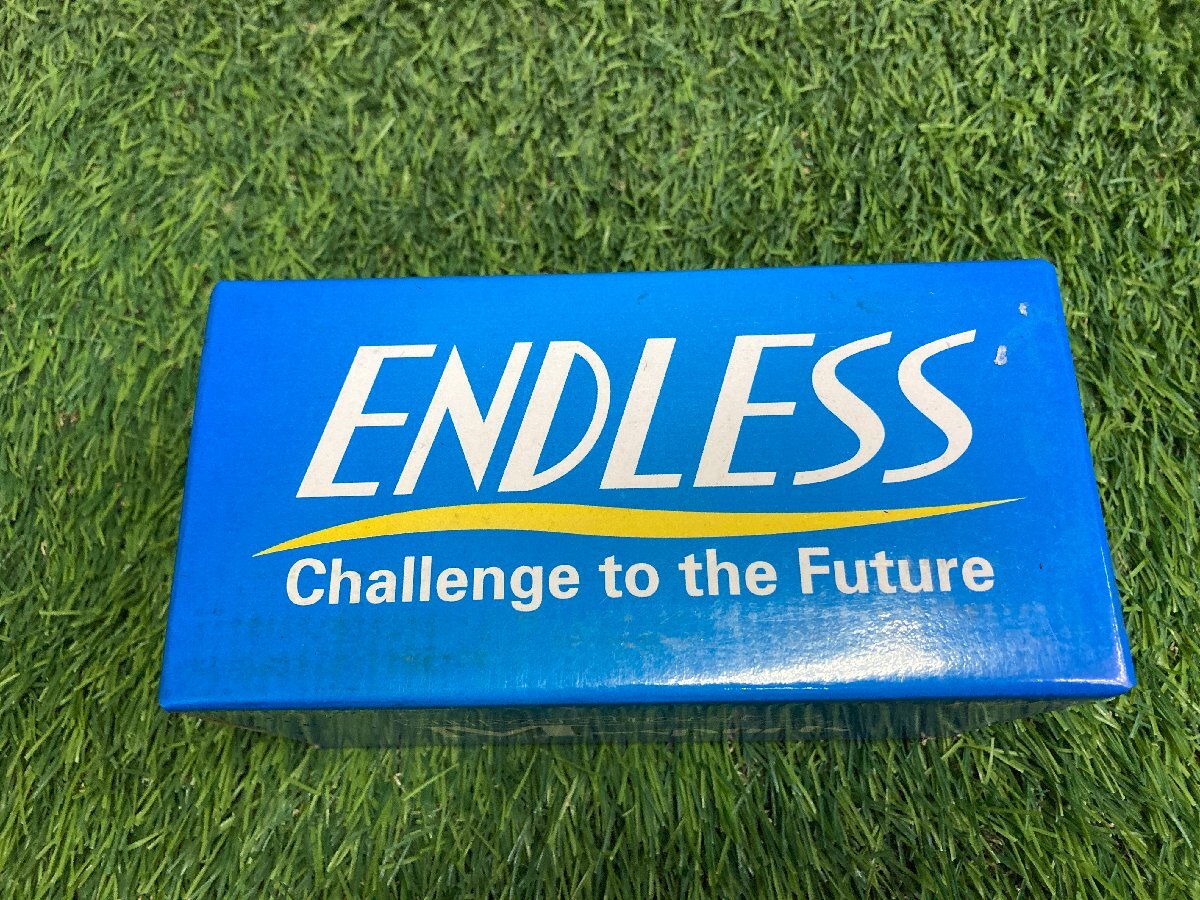 ENDLESS
Challenge to the Future